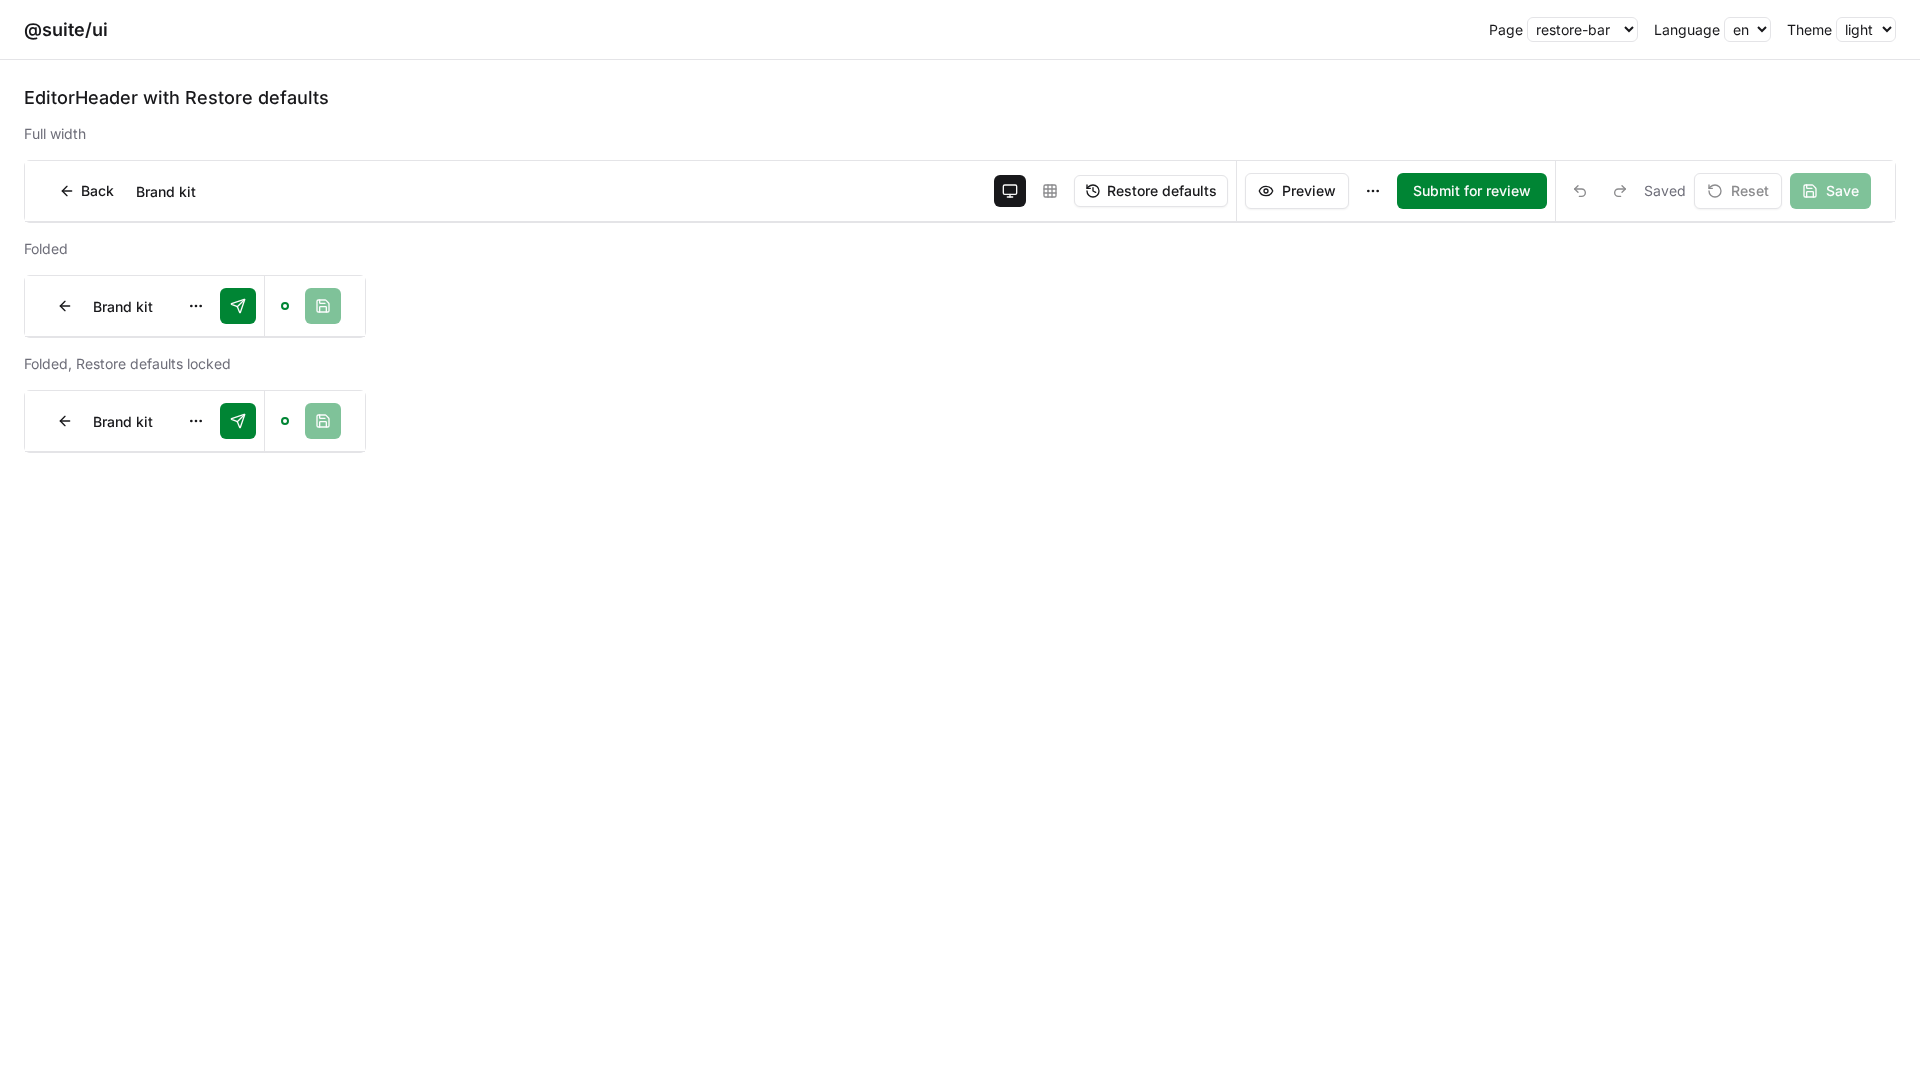 @suite/ui
Page restore-bar Language en Theme light
EditorHeader with Restore defaults
Full width
Back Brand kit Restore defaults Preview Submit for review Saved Reset Save
Folded
Brand kit
Folded, Restore defaults locked
Brand kit